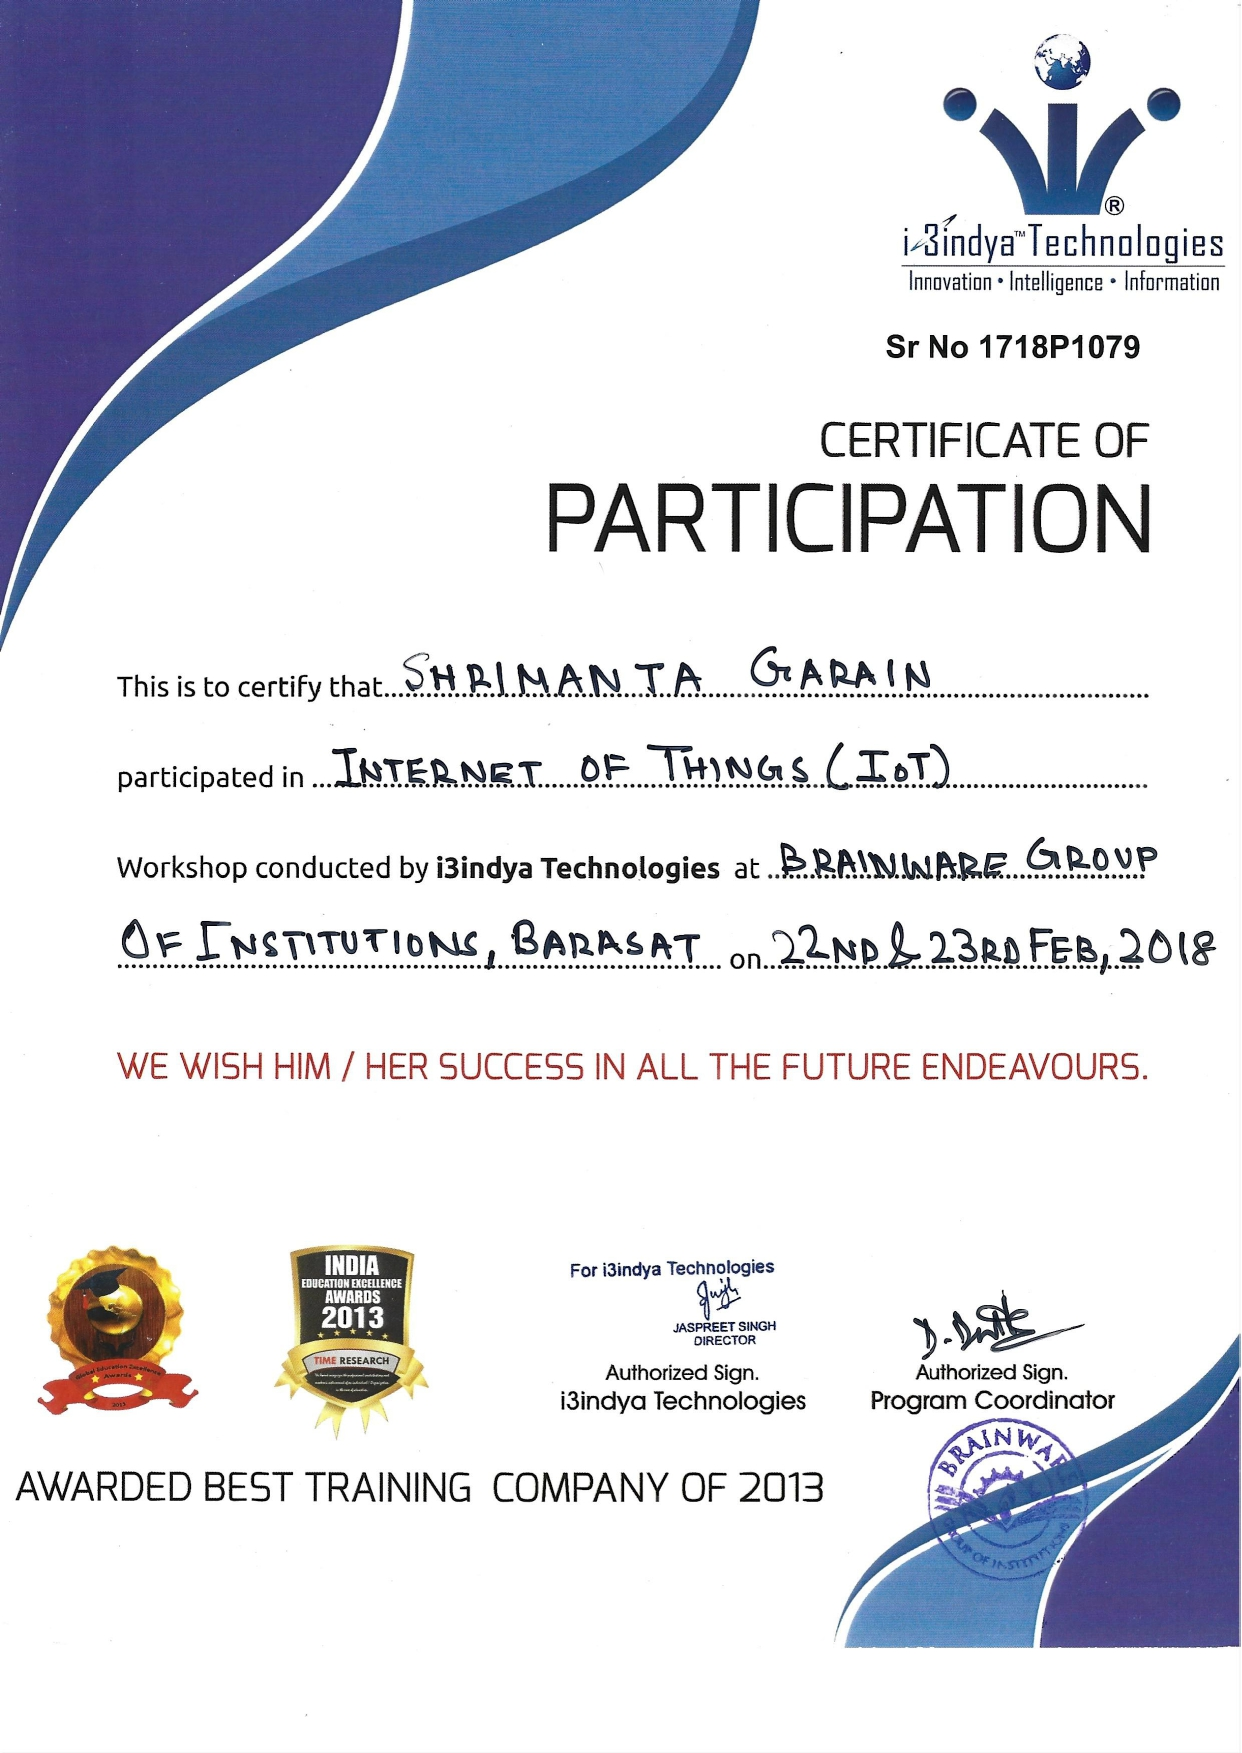 ®
i3indya™Technologies
Innovation • Intelligence • Information
Sr No 1718P1079
CERTIFICATE OF
PARTICIPATION
This is to certify that SHRIMANTA GARAIN
participated in INTERNET OF THINGS (IoT)
Workshop conducted by i3indya Technologies at BRAINWARE GROUP
OF INSTITUTIONS, BARASAT on 22ND & 23RD FEB, 2018
WE WISH HIM / HER SUCCESS IN ALL THE FUTURE ENDEAVOURS.
Global Education Excellence
Awards
2013
INDIA
EDUCATION EXCELLENCE
AWARDS
2013
TIME RESEARCH
For i3indya Technologies
JASPREET SINGH
DIRECTOR
Authorized Sign.
i3indya Technologies
Authorized Sign.
Program Coordinator
AWARDED BEST TRAINING COMPANY OF 2013
BRAINWARE
GROUP OF INSTITUTIONS